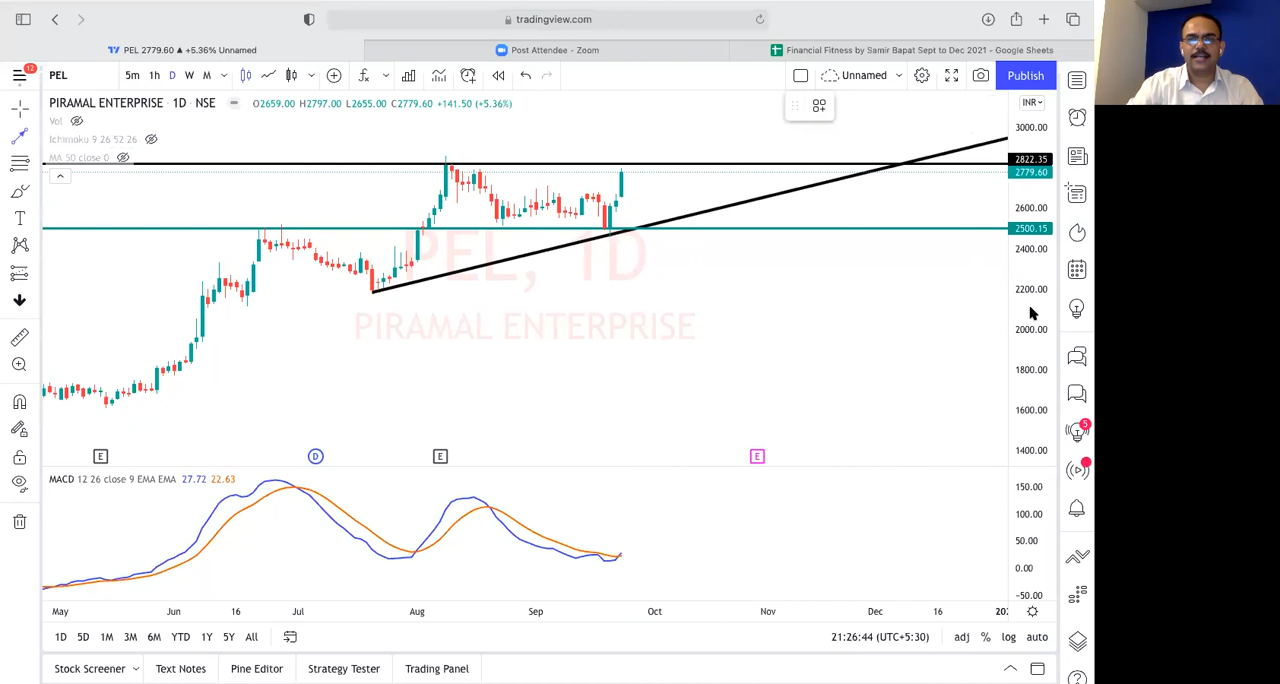 tradingview.com
PEL 2779.60 ▲ +5.36% Unnamed
Post Attendee - Zoom
Financial Fitness by Samir Bapat Sept to Dec 2021 - Google Sheets
12
PEL
5m 1h D W M
Unnamed
Publish
PIRAMAL ENTERPRISE · 1D · NSE
O2659.00 H2797.00 L2655.00 C2779.60 +141.50 (+5.36%)
INR
Vol
Ichimoku 9 26 52 26
MA 50 close 0
3000.00
2822.35
2779.60
2600.00
2500.15
2400.00
2200.00
2000.00
1800.00
1600.00
1400.00
PEL, 1D
PIRAMAL ENTERPRISE
E D E E
5
MACD 12 26 close 9 EMA EMA 27.72 22.63
150.00
100.00
50.00
0.00
−50.00
May Jun 16 Jul Aug Sep Oct Nov Dec 16 202
1D 5D 1M 3M 6M YTD 1Y 5Y All
21:26:44 (UTC+5:30) adj % log auto
Stock Screener Text Notes Pine Editor Strategy Tester Trading Panel